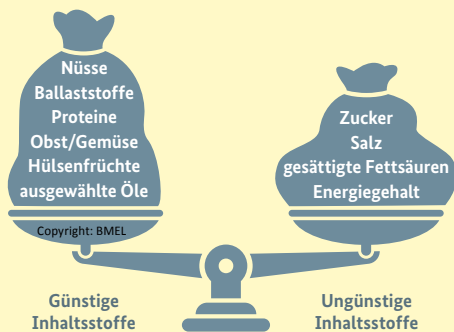 Nüsse
Ballaststoffe
Proteine
Obst/Gemüse
Hülsenfrüchte
ausgewählte Öle
Copyright: BMEL
Günstige
Inhaltsstoffe
Zucker
Salz
gesättigte Fettsäuren
Energiegehalt
Ungünstige
Inhaltsstoffe